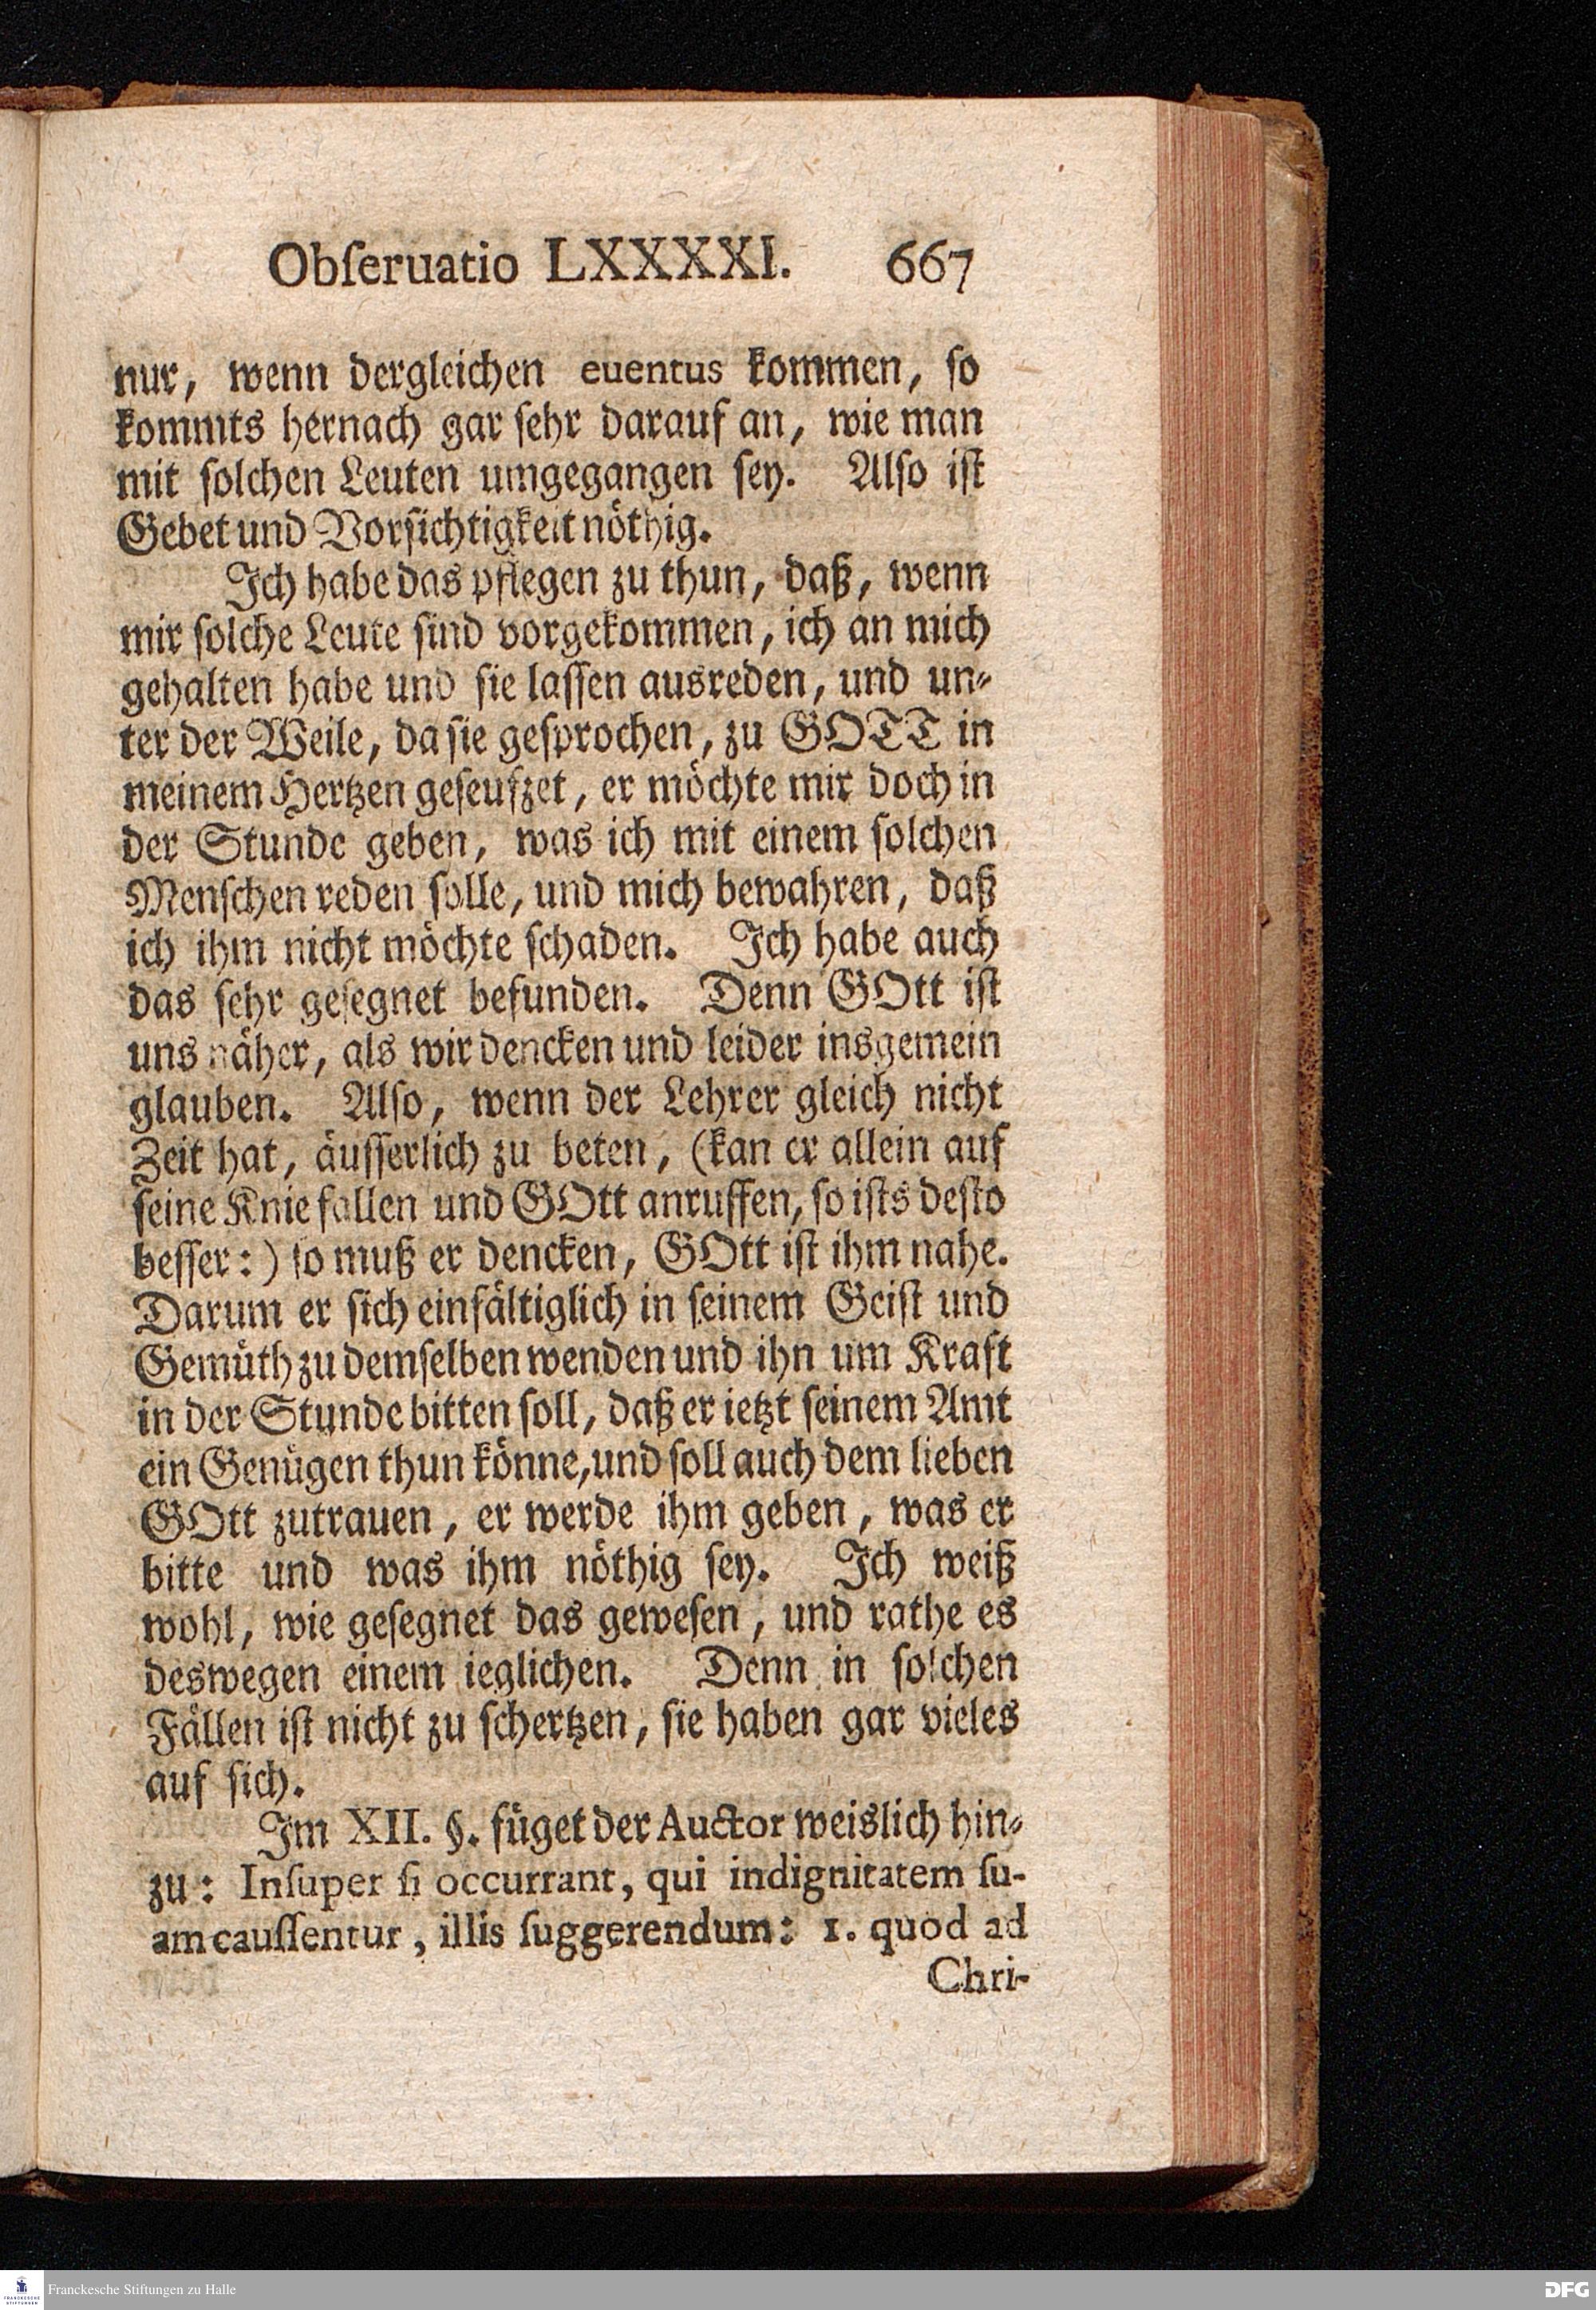 Obſeruatio LXXXXI. 667
nur, wenn dergleichen euentus kommen, ſo
kommts hernach gar ſehr darauf an, wie man
mit ſolchen Leuten umgegangen ſey. Alſo iſt
Gebet und Vorſichtigkeit nöthig.
Ich habe das pflegen zu thun, daß, wenn
mir ſolche Leute ſind vorgekommen, ich an mich
gehalten habe und ſie laſſen ausreden, und un-
ter der Weile, da ſie geſprochen, zu GOTT in
meinem Hertzen geſeufzet, er möchte mir doch in
der Stunde geben, was ich mit einem ſolchen
Menſchen reden ſolle, und mich bewahren, daß
ich ihm nicht möchte ſchaden. Ich habe auch
das ſehr geſegnet befunden. Denn GOtt iſt
uns näher, als wir dencken und leider insgemein
glauben. Alſo, wenn der Lehrer gleich nicht
Zeit hat, äuſſerlich zu beten, (kan er allein auf
ſeine Knie fallen und GOtt anruffen, ſo iſts deſto
beſſer:) ſo muß er dencken, GOtt iſt ihm nahe.
Darum er ſich einfältiglich in ſeinem Geiſt und
Gemüth zu demſelben wenden und ihn um Kraft
in der Stunde bitten ſoll, daß er ietzt ſeinem Amt
ein Genügen thun könne, und ſoll auch dem lieben
GOtt zutrauen, er werde ihm geben, was er
bitte und was ihm nöthig ſey. Ich weiß
wohl, wie geſegnet das geweſen, und rathe es
deswegen einem ieglichen. Denn in ſolchen
Fällen iſt nicht zu ſchertzen, ſie haben gar vieles
auf ſich.
Im XII. §. füget der Auctor weislich hin-
zu: Inſuper ſi occurrant, qui indignitatem ſu-
am cauſſentur, illis ſuggerendum: 1. quod ad
Chri-
Franckesche Stiftungen zu Halle
FRANCKESCHE STIFTUNGEN
DFG